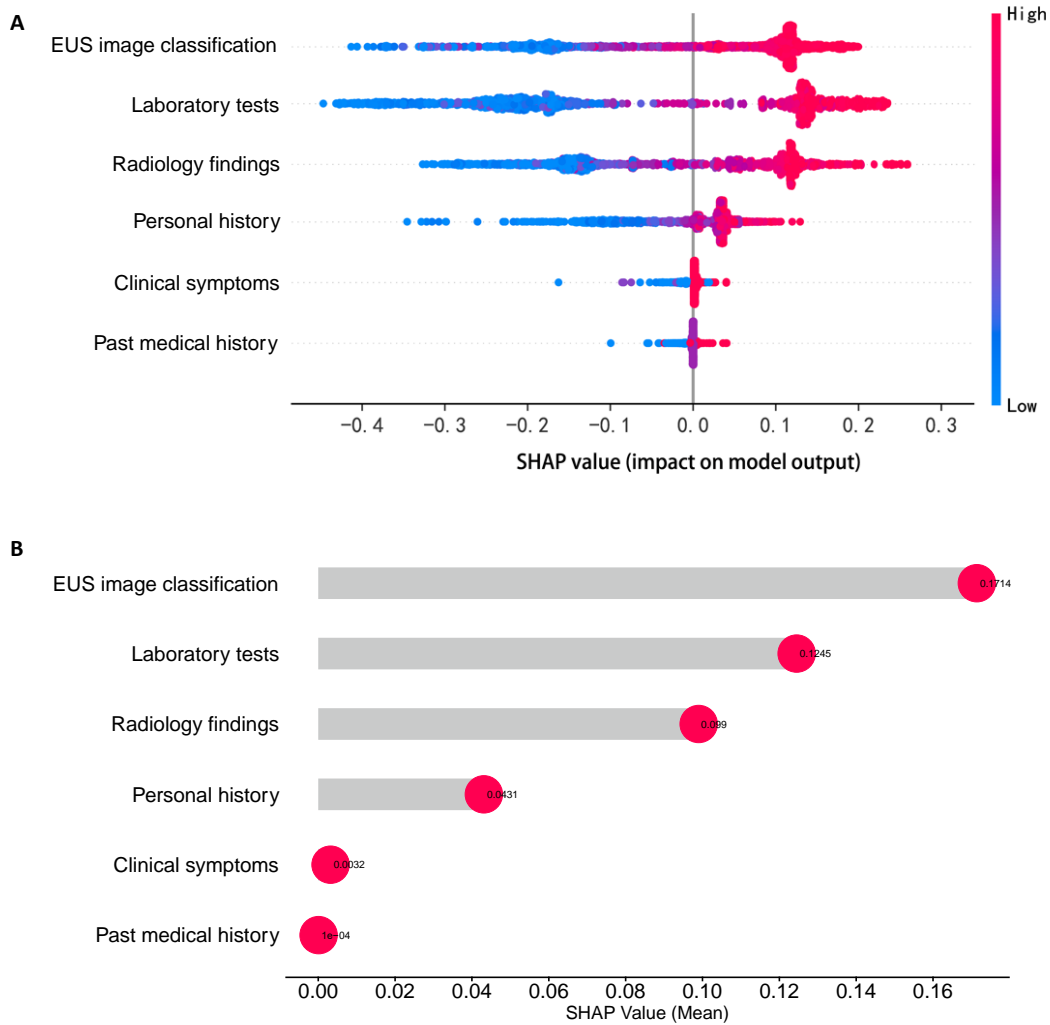 A
High
EUS image classification
Laboratory tests
Radiology findings
Personal history
Clinical symptoms
Past medical history
Low
-0.4 -0.3 -0.2 -0.1 0.0 0.1 0.2 0.3
SHAP value (impact on model output)
B
EUS image classification 0.1714
Laboratory tests 0.1245
Radiology findings 0.099
Personal history 0.0431
Clinical symptoms 0.0032
Past medical history 1e-04
0.00 0.02 0.04 0.06 0.08 0.10 0.12 0.14 0.16
SHAP Value (Mean)